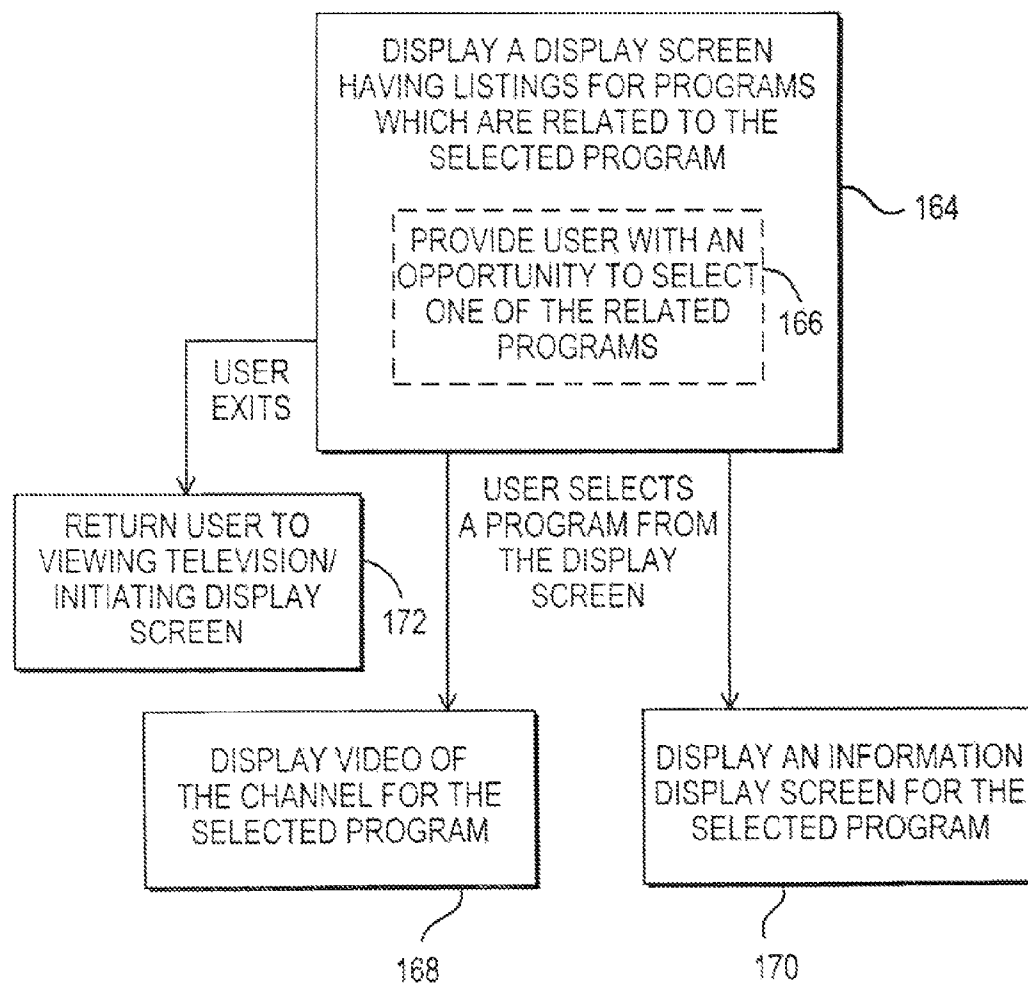 DISPLAY A DISPLAY SCREEN
HAVING LISTINGS FOR PROGRAMS
WHICH ARE RELATED TO THE
SELECTED PROGRAM
164
PROVIDE USER WITH AN
OPPORTUNITY TO SELECT
ONE OF THE RELATED
PROGRAMS
166
USER
EXITS
USER SELECTS
A PROGRAM FROM
THE DISPLAY
SCREEN
RETURN USER TO
VIEWING TELEVISION/
INITIATING DISPLAY
SCREEN
172
DISPLAY VIDEO OF
THE CHANNEL FOR THE
SELECTED PROGRAM
168
DISPLAY AN INFORMATION
DISPLAY SCREEN FOR THE
SELECTED PROGRAM
170